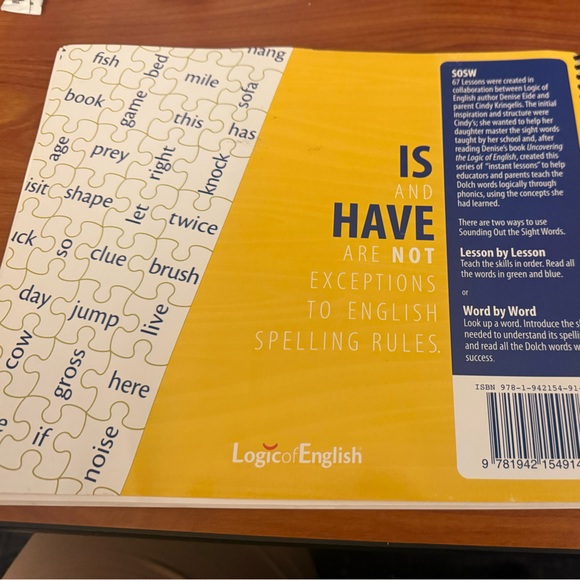 fish
bed
hang
mile
book
game
sofa
this
has
age
prey
right
knock
shape
let
twice
so
clue
brush
day
jump
live
cow
gross
here
if
noise
IS
AND
HAVE
ARE NOT
EXCEPTIONS
TO ENGLISH
SPELLING RULES.
LogicofEnglish
SOSW
67 Lessons were created in
collaboration between Logic of
English author Denise Eide and
parent Cindy Kringelis. The initial
inspiration and structure were
Cindy's; she wanted to help her
daughter master the sight words
taught by her school and, after
reading Denise's book Uncovering
the Logic of English, created this
series of "instant lessons" to help
educators and parents teach the
Dolch words logically through
phonics, using the concepts she
had learned.
There are two ways to use
Sounding Out the Sight Words.
Lesson by Lesson
Teach the skills in order. Read all
the words in green and blue.
or
Word by Word
Look up a word. Introduce the
needed to understand its
and read all the Dolch words
success.
ISBN 978-1-942154-91-
9 781942 154914